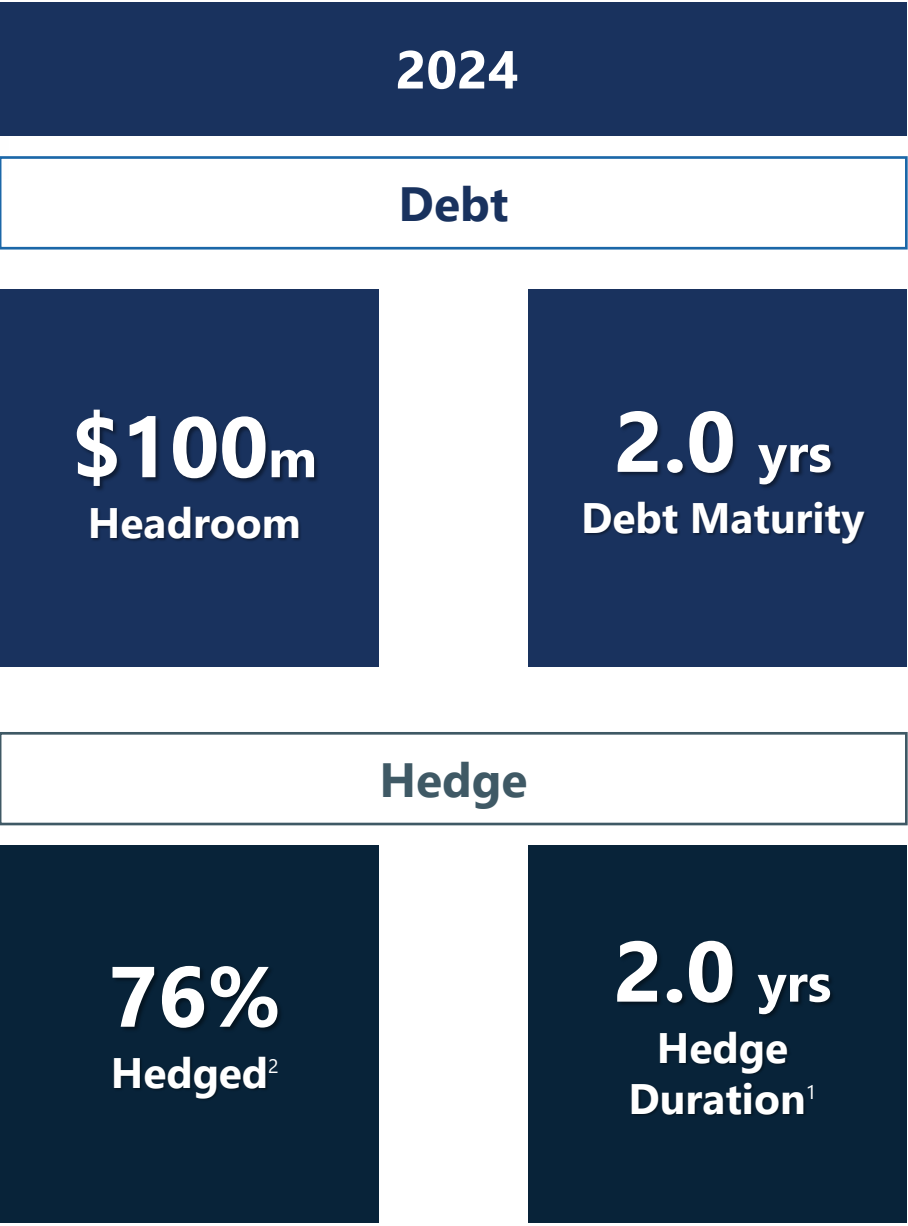 2024
Debt
$100m
Headroom
2.0 yrs
Debt Maturity
Hedge
76%
Hedged²
2.0 yrs
Hedge
Duration¹